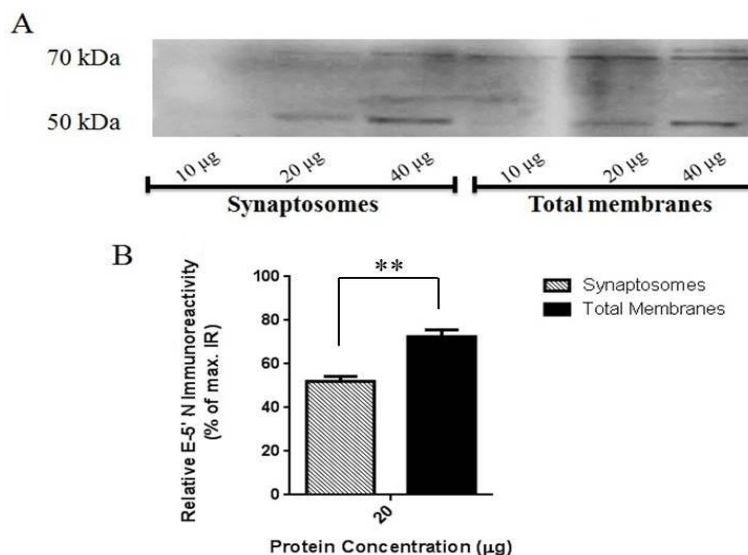 A
70 kDa
50 kDa
10 µg 20 µg 40 µg 10 µg 20 µg 40 µg
Synaptosomes Total membranes
B
**
Relative E-5' N Immunoreactivity
(% of max. IR)
100
80
60
40
20
0
20
Protein Concentration (µg)
Synaptosomes
Total Membranes